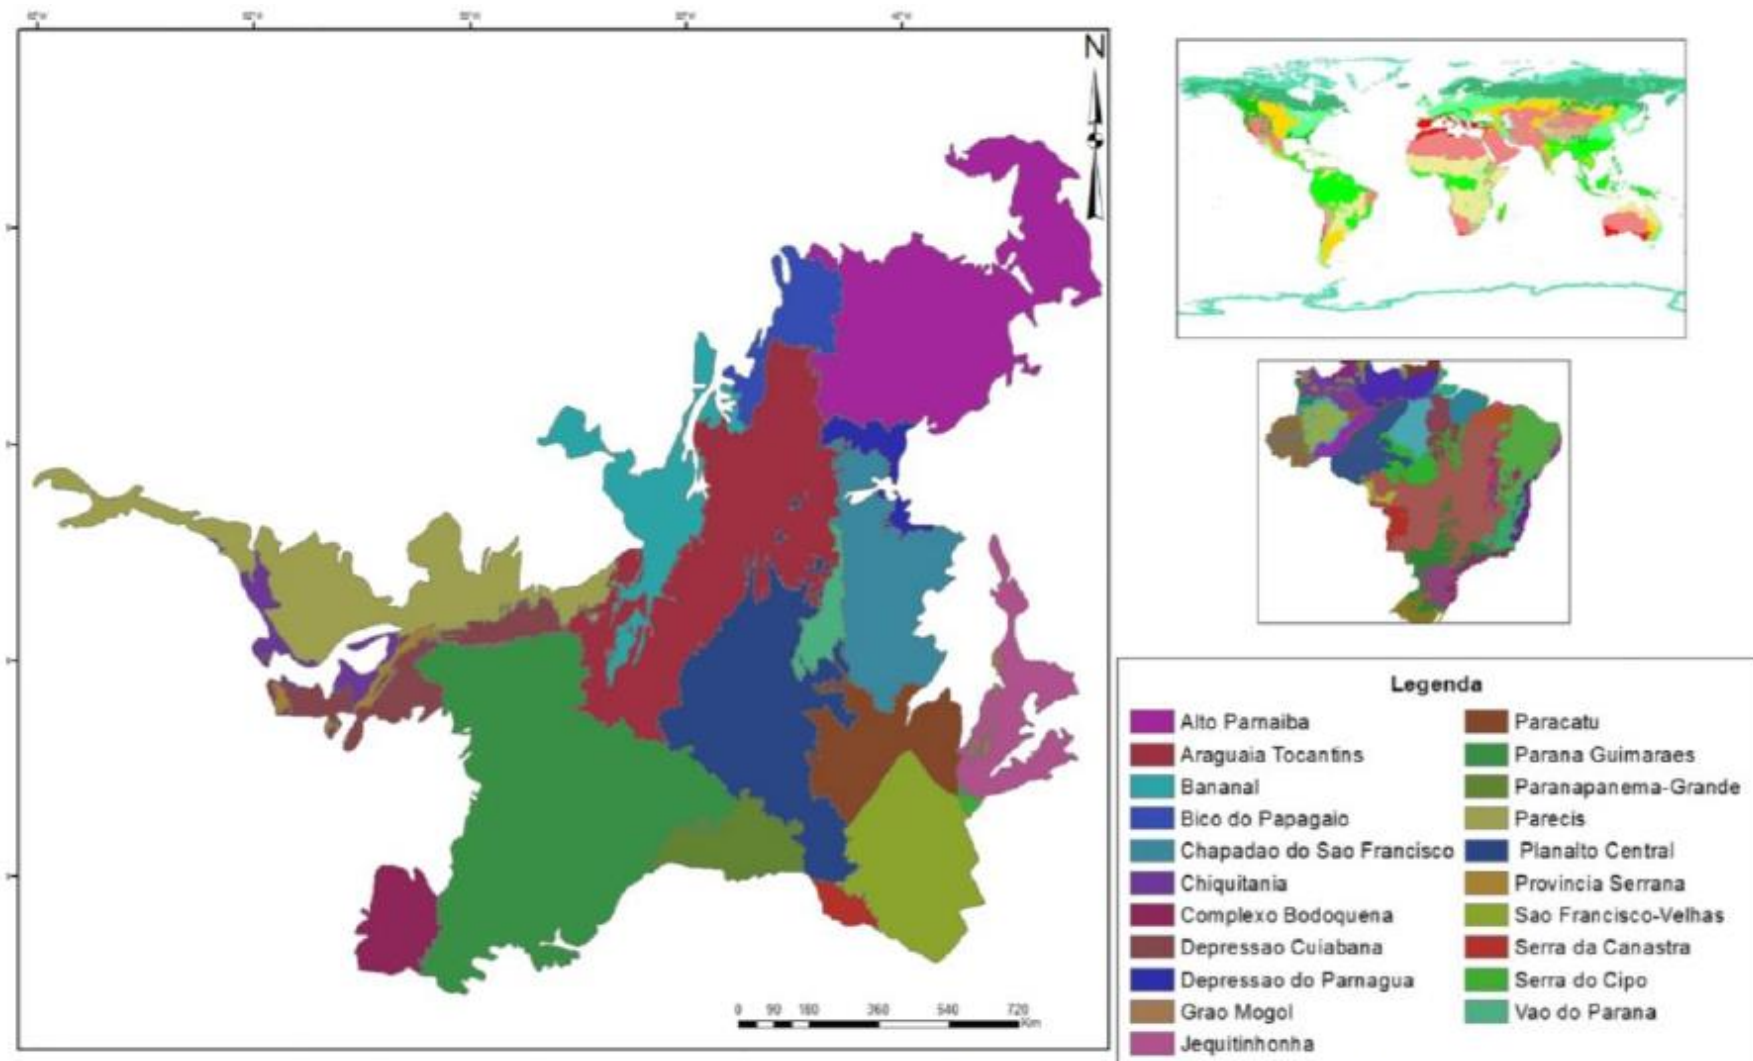 N
0 90 180 360 540 720
Km
Legenda
Alto Parnaiba
Araguaia Tocantins
Bananal
Bico do Papagaio
Chapadao do Sao Francisco
Chiquitania
Complexo Bodoquena
Depressao Cuiabana
Depressao do Parnagua
Grao Mogol
Jequitinhonha
Paracatu
Parana Guimaraes
Paranapanema-Grande
Parecis
Planalto Central
Provincia Serrana
Sao Francisco-Velhas
Serra da Canastra
Serra do Cipo
Vao do Parana